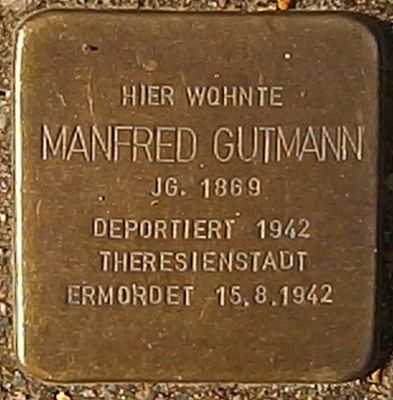 HIER WOHNTE
MANFRED GUTMANN
JG. 1869
DEPORTIERT 1942
THERESIENSTADT
ERMORDET 15.8.1942